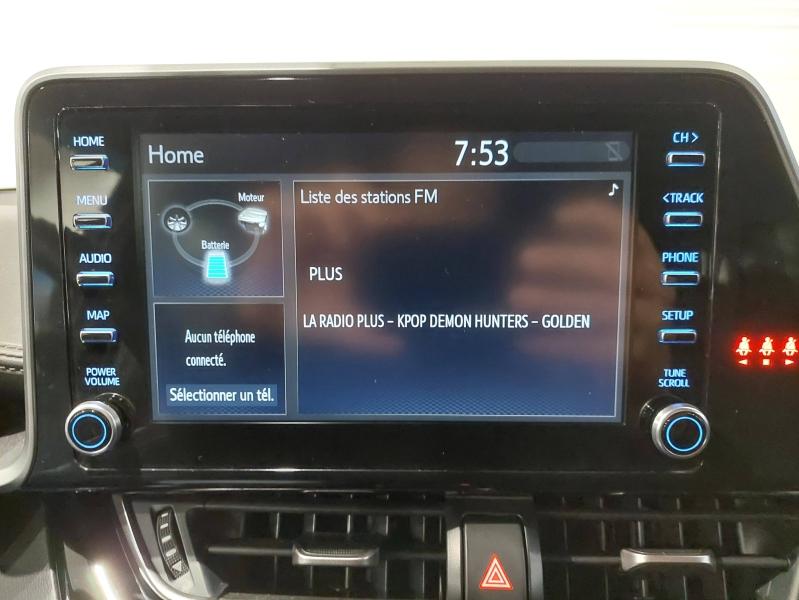 HOME
MENU
AUDIO
MAP
POWER
VOLUME
Home
7:53
Moteur
Batterie
Aucun téléphone
connecté.
Sélectionner un tél.
Liste des stations FM
PLUS
LA RADIO PLUS – KPOP DEMON HUNTERS – GOLDEN
CH >
<TRACK
PHONE
SETUP
TUNE
SCROLL